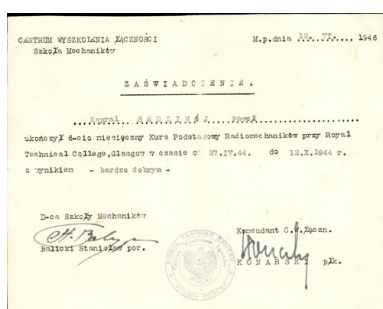 CENTRUM WYSZKOLENIA ŁĄCZNOŚCI
Szkoła Mechaników
M.p.dnia 12. VI. 1946
ZAŚWIADCZENIE.
Kapral
ukończył 6-cio miesięczny Kurs Podstawowy Radiomechaników przy Royal
Technical College,Glasgow w czasie od 27.IV.44. do 12.X.1944 r.
z wynikiem - bardzo dobrym -
D-ca Szkoły Mechaników
Balicki Stanisław por.
Komendant C.W.Łączn.
KONARSKI płk.